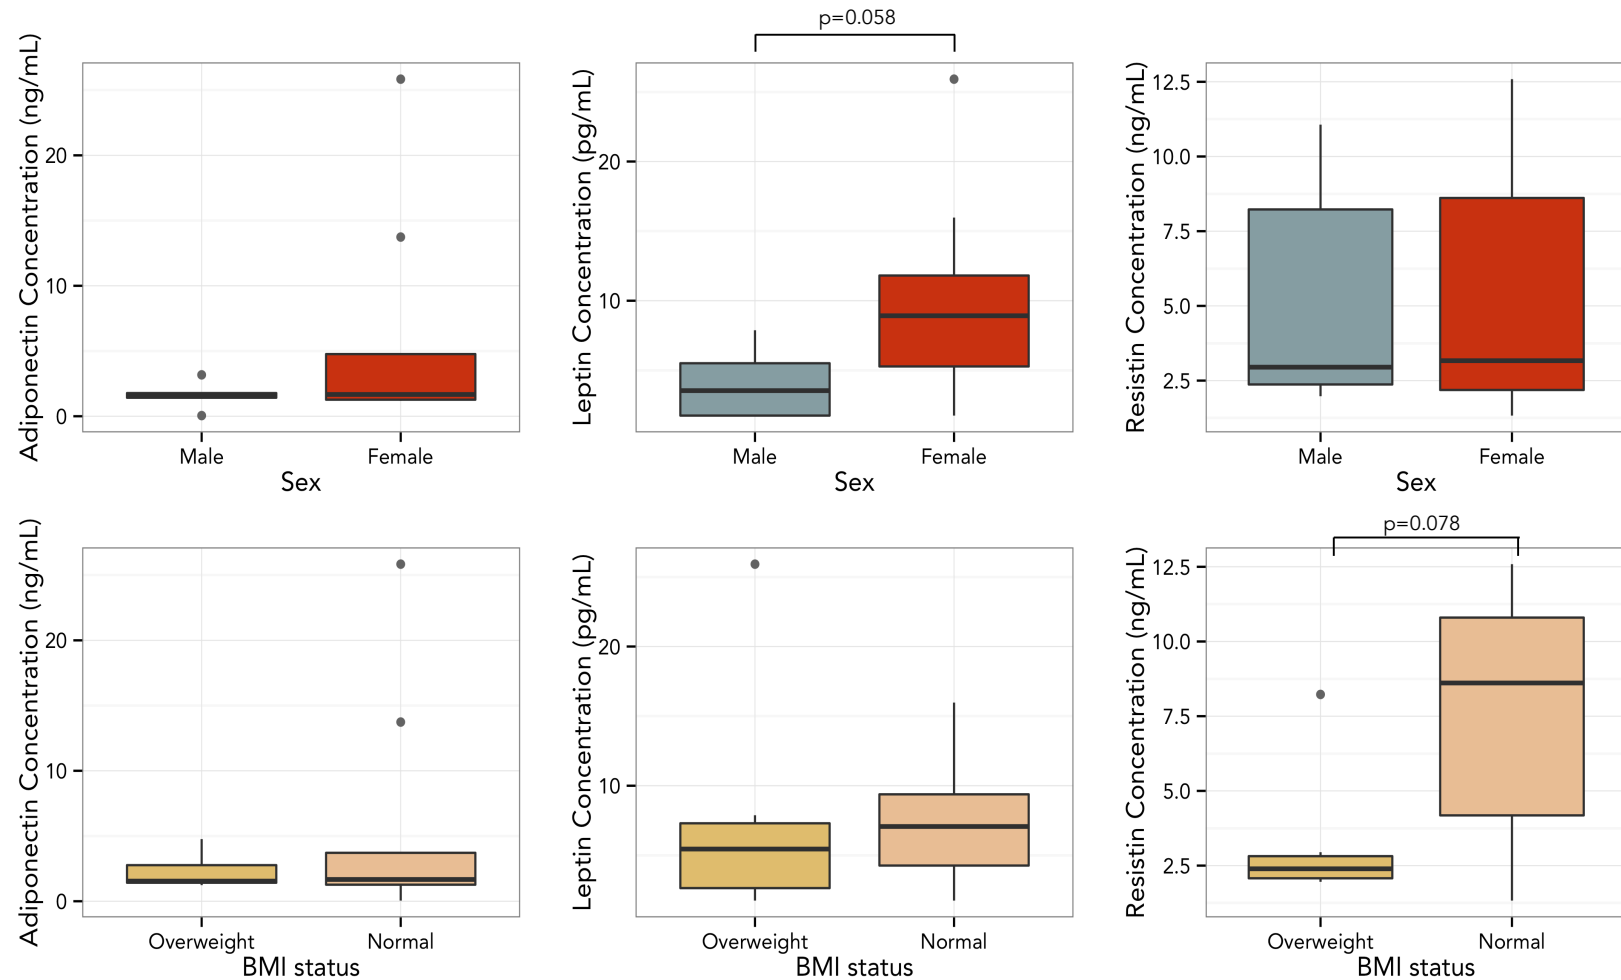 p=0.058
Adiponectin Concentration (ng/mL)
20
10
0
Male
Female
Sex
Leptin Concentration (pg/mL)
20
10
Male
Female
Sex
Resistin Concentration (ng/mL)
12.5
10.0
7.5
5.0
2.5
Male
Female
Sex
p=0.078
Adiponectin Concentration (ng/mL)
20
10
0
Overweight
Normal
BMI status
Leptin Concentration (pg/mL)
20
10
Overweight
Normal
BMI status
Resistin Concentration (ng/mL)
12.5
10.0
7.5
5.0
2.5
Overweight
Normal
BMI status